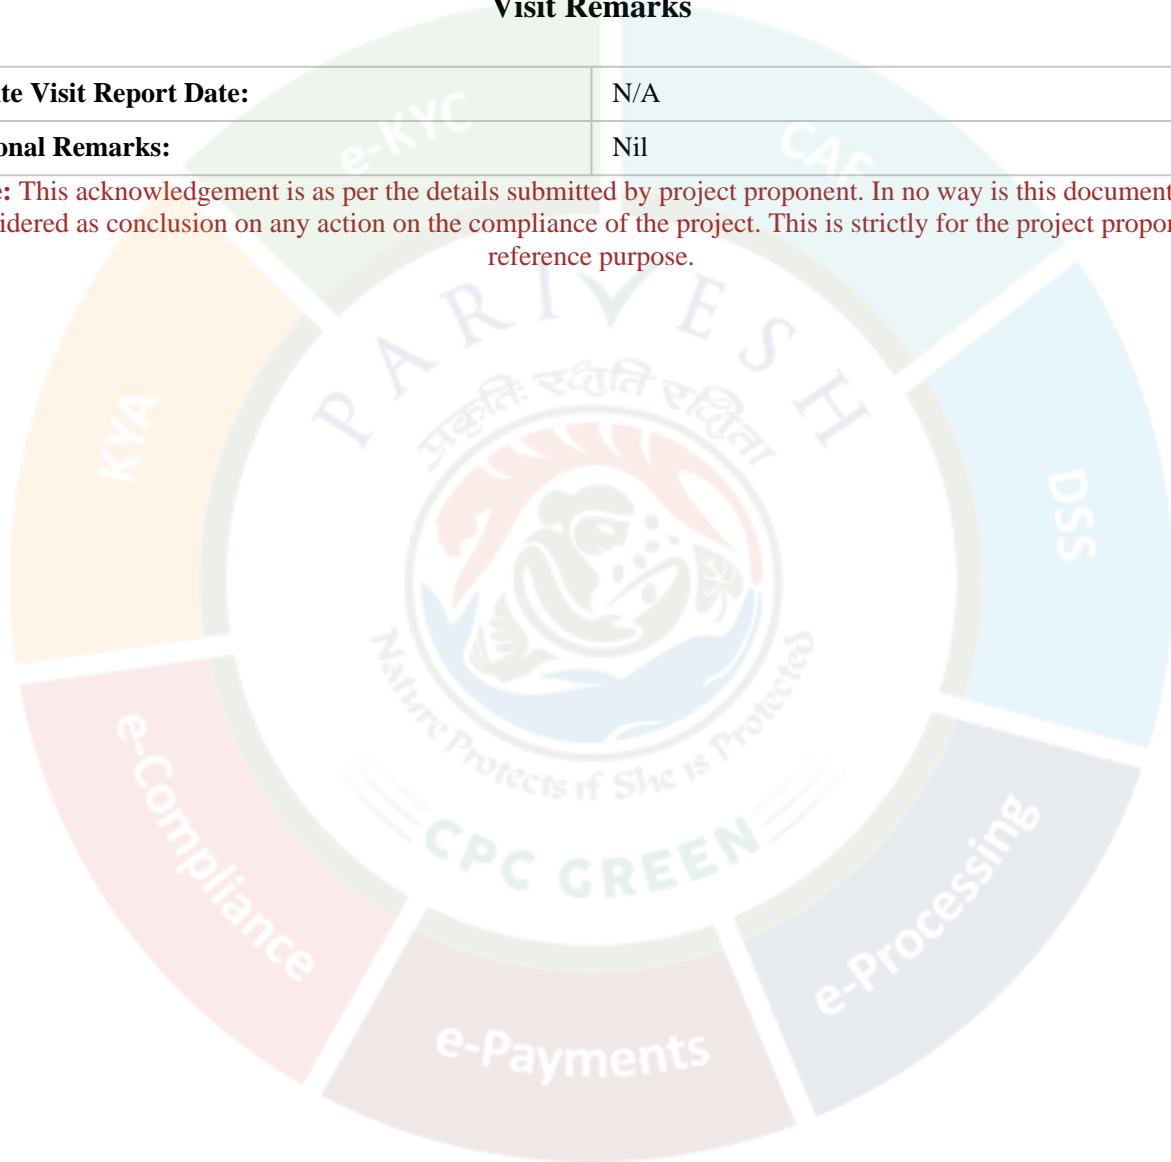 Visit Remarks
te Visit Report Date: N/A
onal Remarks: Nil
e: This acknowledgement is as per the details submitted by project proponent. In no way is this document
idered as conclusion on any action on the compliance of the project. This is strictly for the project propor
reference purpose.
e-KYC
CAF
KYA
DSS
PARIVESH
प्रकृतिः रक्षति रक्षिता
Nature Protects if She is Protected
CPC GREEN
e-Compliance
e-Processing
e-Payments